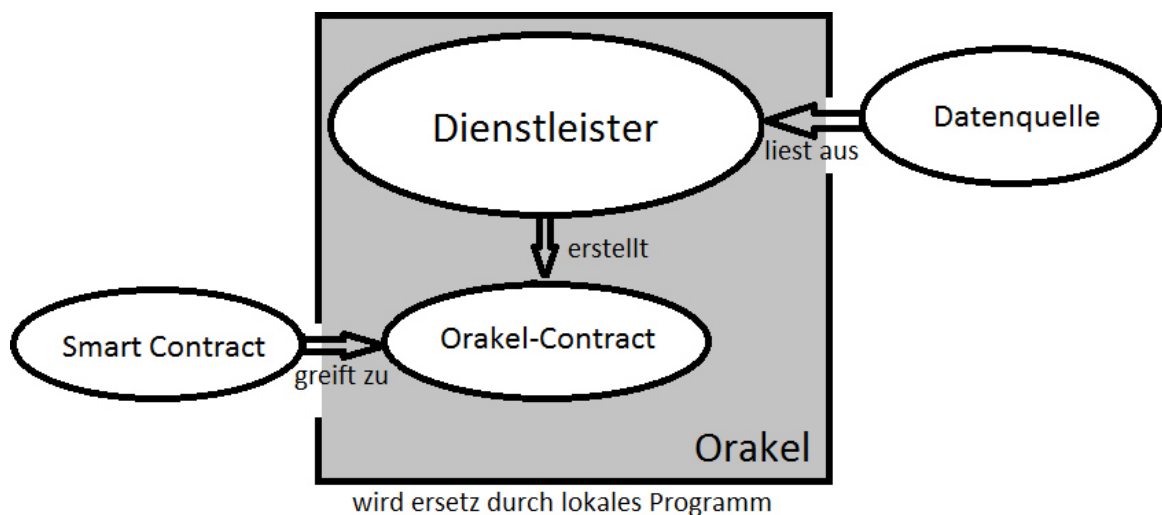 Dienstleister
Datenquelle
liest aus
erstellt
Smart Contract
Orakel-Contract
greift zu
Orakel
wird ersetz durch lokales Programm